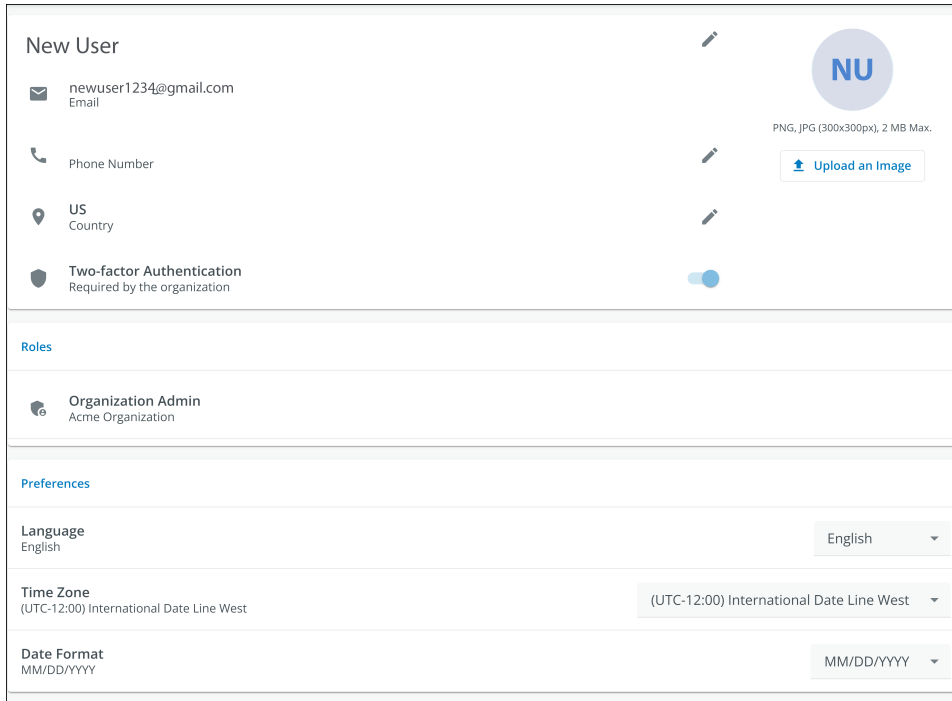 New User
NU
newuser1234@gmail.com
Email
PNG, JPG (300x300px), 2 MB Max.
Phone Number
Upload an Image
US
Country
Two-factor Authentication
Required by the organization
Roles
Organization Admin
Acme Organization
Preferences
Language
English
English
Time Zone
(UTC-12:00) International Date Line West
(UTC-12:00) International Date Line West
Date Format
MM/DD/YYYY
MM/DD/YYYY